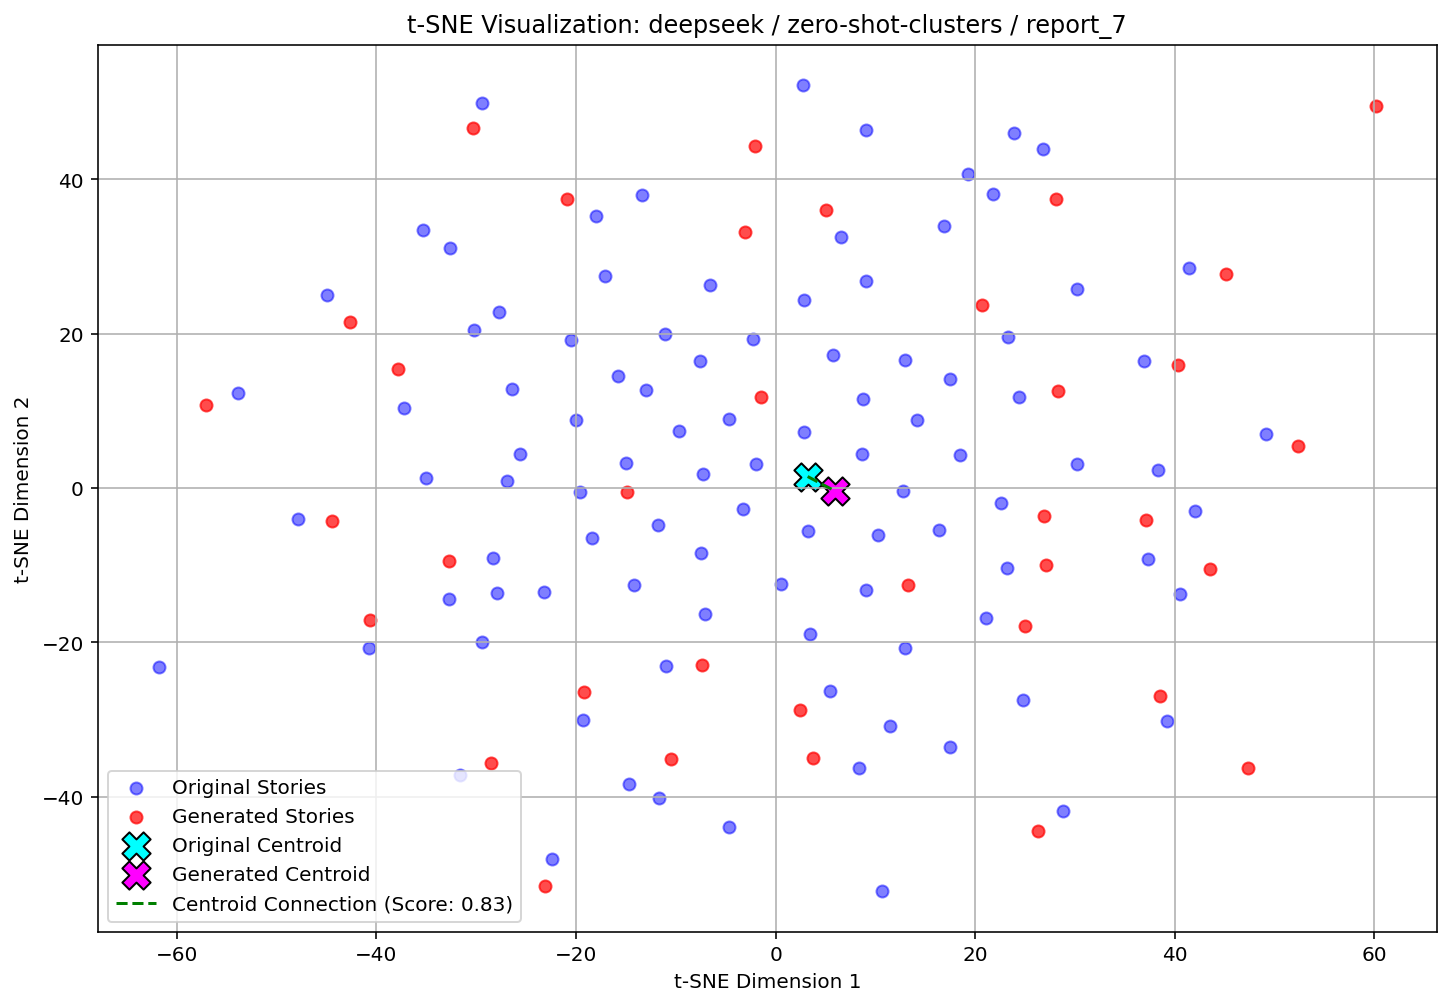 t-SNE Visualization: deepseek / zero-shot-clusters / report_7
t-SNE Dimension 2
40
20
0
−20
−40
Original Stories
Generated Stories
Original Centroid
Generated Centroid
Centroid Connection (Score: 0.83)
−60
−40
−20
0
20
40
60
t-SNE Dimension 1